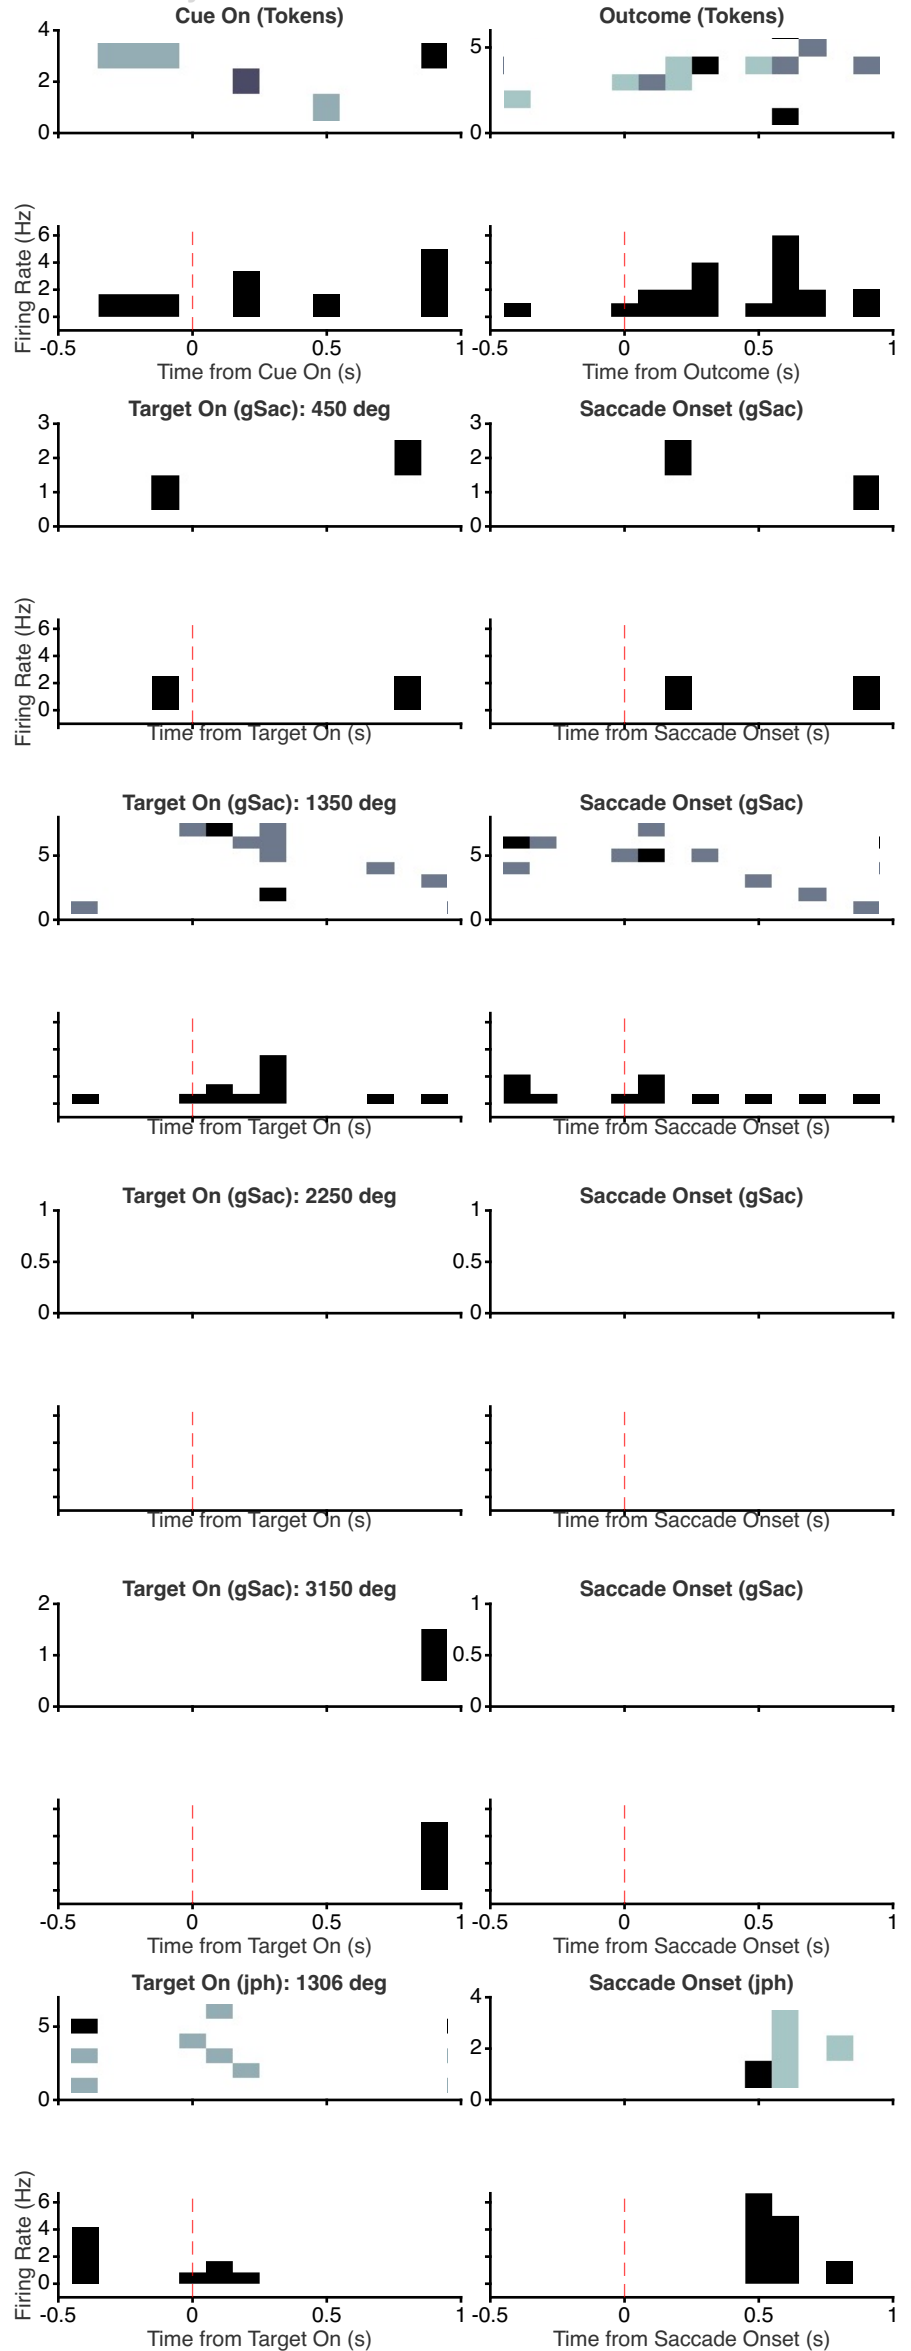 Cue On (Tokens)
Outcome (Tokens)
4
2
0
5
0
Firing Rate (Hz)
6
4
2
0
-0.5 0 0.5 1
-0.5 0 0.5 1
Time from Cue On (s)
Time from Outcome (s)
Target On (gSac): 450 deg
Saccade Onset (gSac)
3
2
1
0
3
2
1
0
Firing Rate (Hz)
6
4
2
0
Time from Target On (s)
Time from Saccade Onset (s)
Target On (gSac): 1350 deg
Saccade Onset (gSac)
5
0
5
0
Time from Target On (s)
Time from Saccade Onset (s)
Target On (gSac): 2250 deg
Saccade Onset (gSac)
1
0.5
0
1
0.5
0
Time from Target On (s)
Time from Saccade Onset (s)
Target On (gSac): 3150 deg
Saccade Onset (gSac)
2
1
0
1
0.5
0
-0.5 0 0.5 1
-0.5 0 0.5 1
Time from Target On (s)
Time from Saccade Onset (s)
Target On (jph): 1306 deg
Saccade Onset (jph)
5
0
4
2
0
Firing Rate (Hz)
6
4
2
0
-0.5 0 0.5 1
-0.5 0 0.5 1
Time from Target On (s)
Time from Saccade Onset (s)